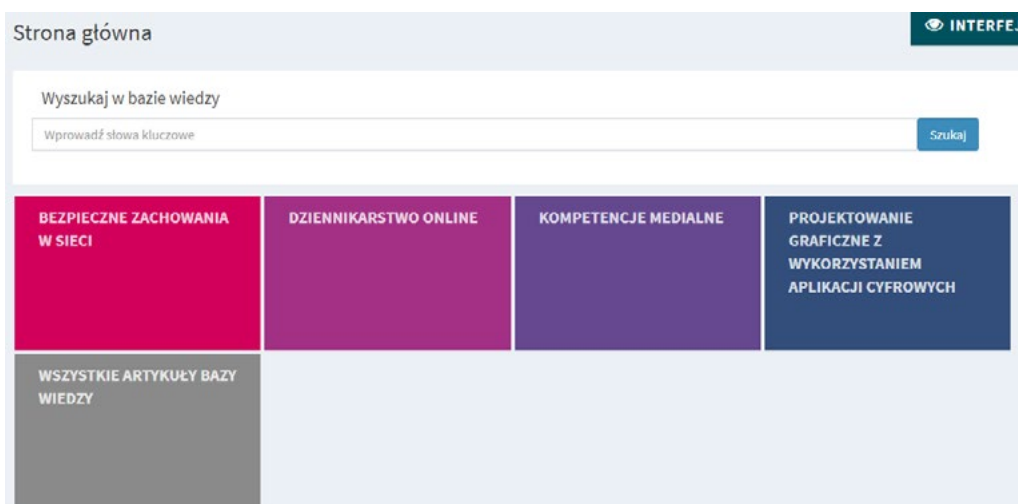 Strona główna
INTERFEJ
Wyszukaj w bazie wiedzy
Wprowadź słowa kluczowe
Szukaj
BEZPIECZNE ZACHOWANIA
W SIECI
DZIENNIKARSTWO ONLINE
KOMPETENCJE MEDIALNE
PROJEKTOWANIE
GRAFICZNE Z
WYKORZYSTANIEM
APLIKACJI CYFROWYCH
WSZYSTKIE ARTYKUŁY BAZY
WIEDZY